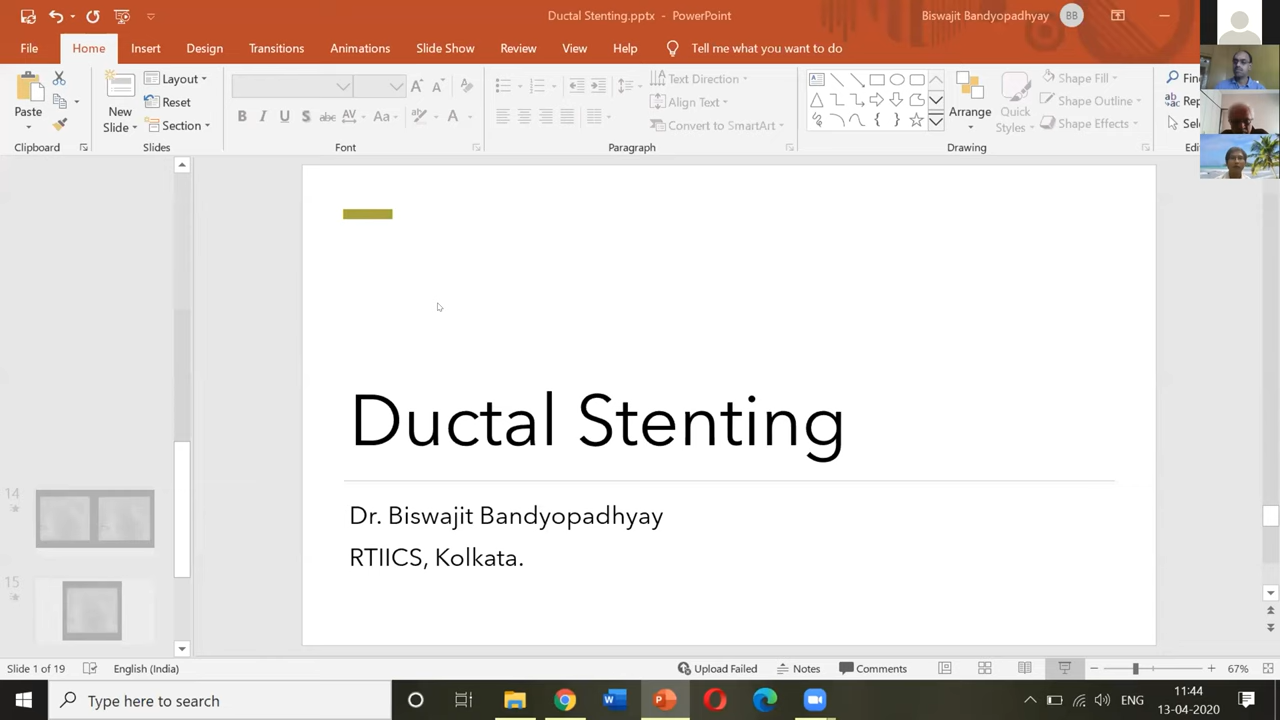 Ductal Stenting.pptx - PowerPoint
Biswajit Bandyopadhyay BB
File Home Insert Design Transitions Animations Slide Show Review View Help Tell me what you want to do
Paste
Clipboard
New Slide
Layout
Reset
Section
Slides
B I U S abc AV Aa A
Font
Text Direction
Align Text
Convert to SmartArt
Paragraph
Arrange
Quick Styles
Shape Fill
Shape Outline
Shape Effects
Drawing
14
15
Ductal Stenting
Dr. Biswajit Bandyopadhyay
RTIICS, Kolkata.
Slide 1 of 19 English (India) Upload Failed Notes Comments 67%
Type here to search
ENG
11:44
13-04-2020